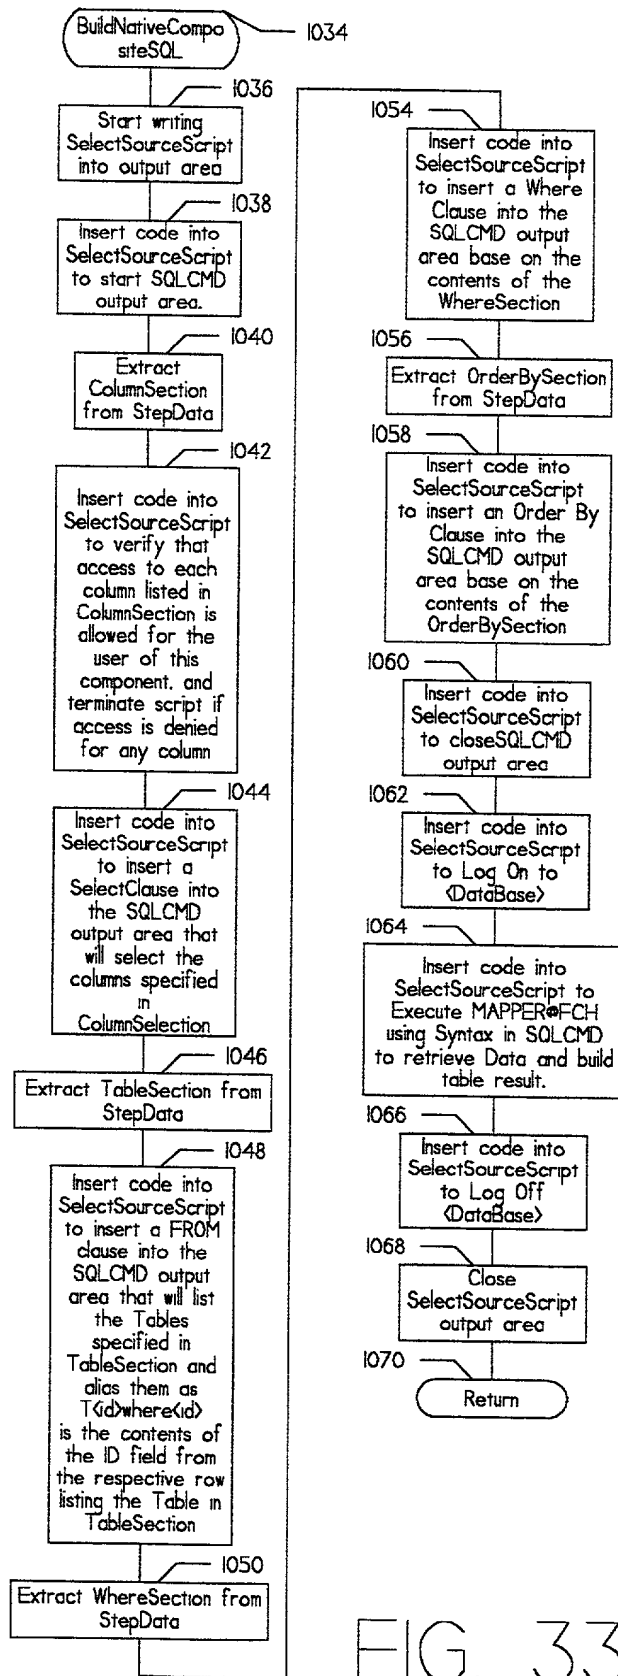 BuildNativeCompo
siteSQL
1034
1036
Start writing
SelectSourceScript
into output area
1038
Insert code into
SelectSourceScript
to start SQLCMD
output area.
1040
Extract
ColumnSection
from StepData
1042
Insert code into
SelectSourceScript
to verify that
access to each
column listed in
ColumnSection is
allowed for the
user of this
component, and
terminate script if
access is denied
for any column
1044
Insert code into
SelectSourceScript
to insert a
SelectClause into
the SQLCMD
output area that
will select the
columns specified
in
ColumnSelection
1046
Extract TableSection from
StepData
1048
Insert code into
SelectSourceScript
to insert a FROM
clause into the
SQLCMD output
area that will list
the Tables
specified in
TableSection and
alias them as
T<id>where<id>
is the contents of
the ID field from
the respective row
listing the Table in
TableSection
1050
Extract WhereSection from
StepData
1054
Insert code into
SelectSourceScript
to insert a Where
Clause into the
SQLCMD output
area base on the
contents of the
WhereSection
1056
Extract OrderBySection
from StepData
1058
Insert code into
SelectSourceScript
to insert an Order By
Clause into the
SQLCMD output
area base on the
contents of the
OrderBySection
1060
Insert code into
SelectSourceScript
to closeSQLCMD
output area
1062
Insert code into
SelectSourceScript
to Log On to
<DataBase>
1064
Insert code into
SelectSourceScript to
Execute MAPPER@FCH
using Syntax in SQLCMD
to retrieve Data and build
table result.
1066
Insert code into
SelectSourceScript
to Log Off
<DataBase>
1068
Close
SelectSourceScript
output area
1070
Return
FIG 33